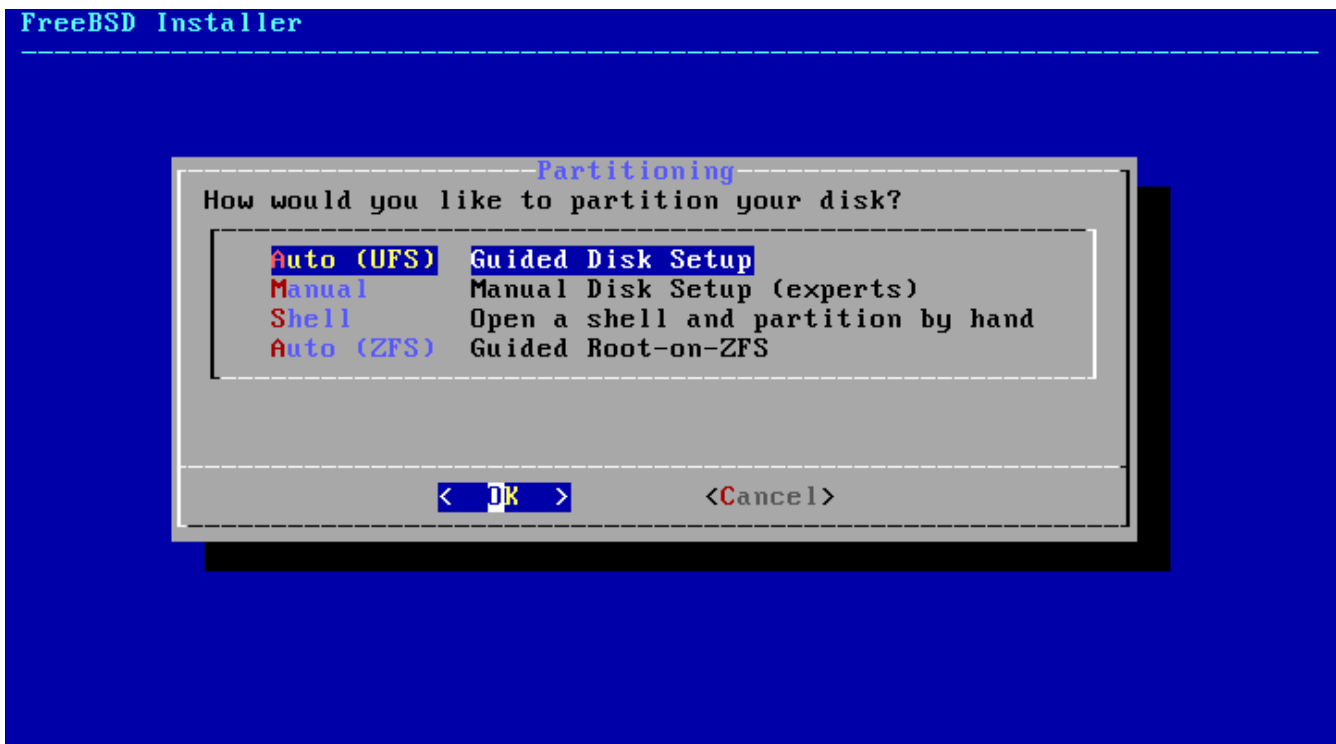 FreeBSD Installer
Partitioning
How would you like to partition your disk?
Auto (UFS) Guided Disk Setup
Manual Manual Disk Setup (experts)
Shell Open a shell and partition by hand
Auto (ZFS) Guided Root-on-ZFS
< OK > <Cancel>